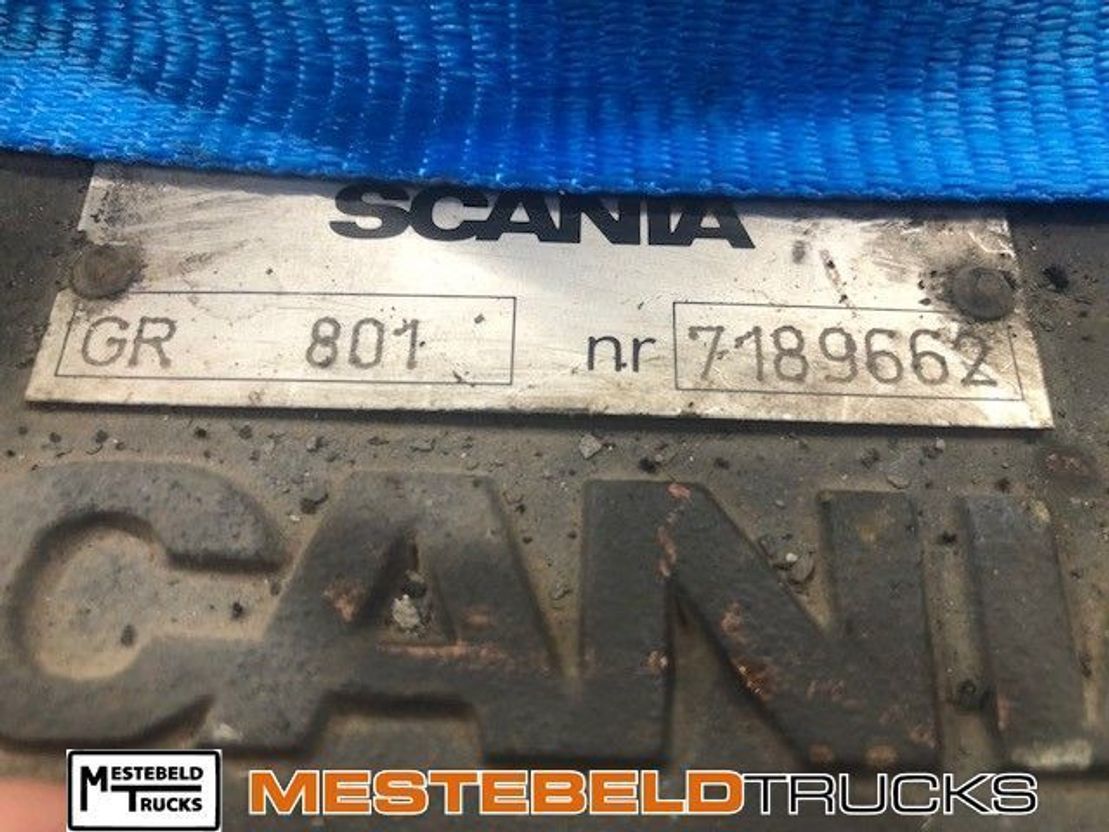 SCANIA
GR 801 nr 7189662
CANI
MESTEBELD
TRUCKS
MESTEBELDTRUCKS